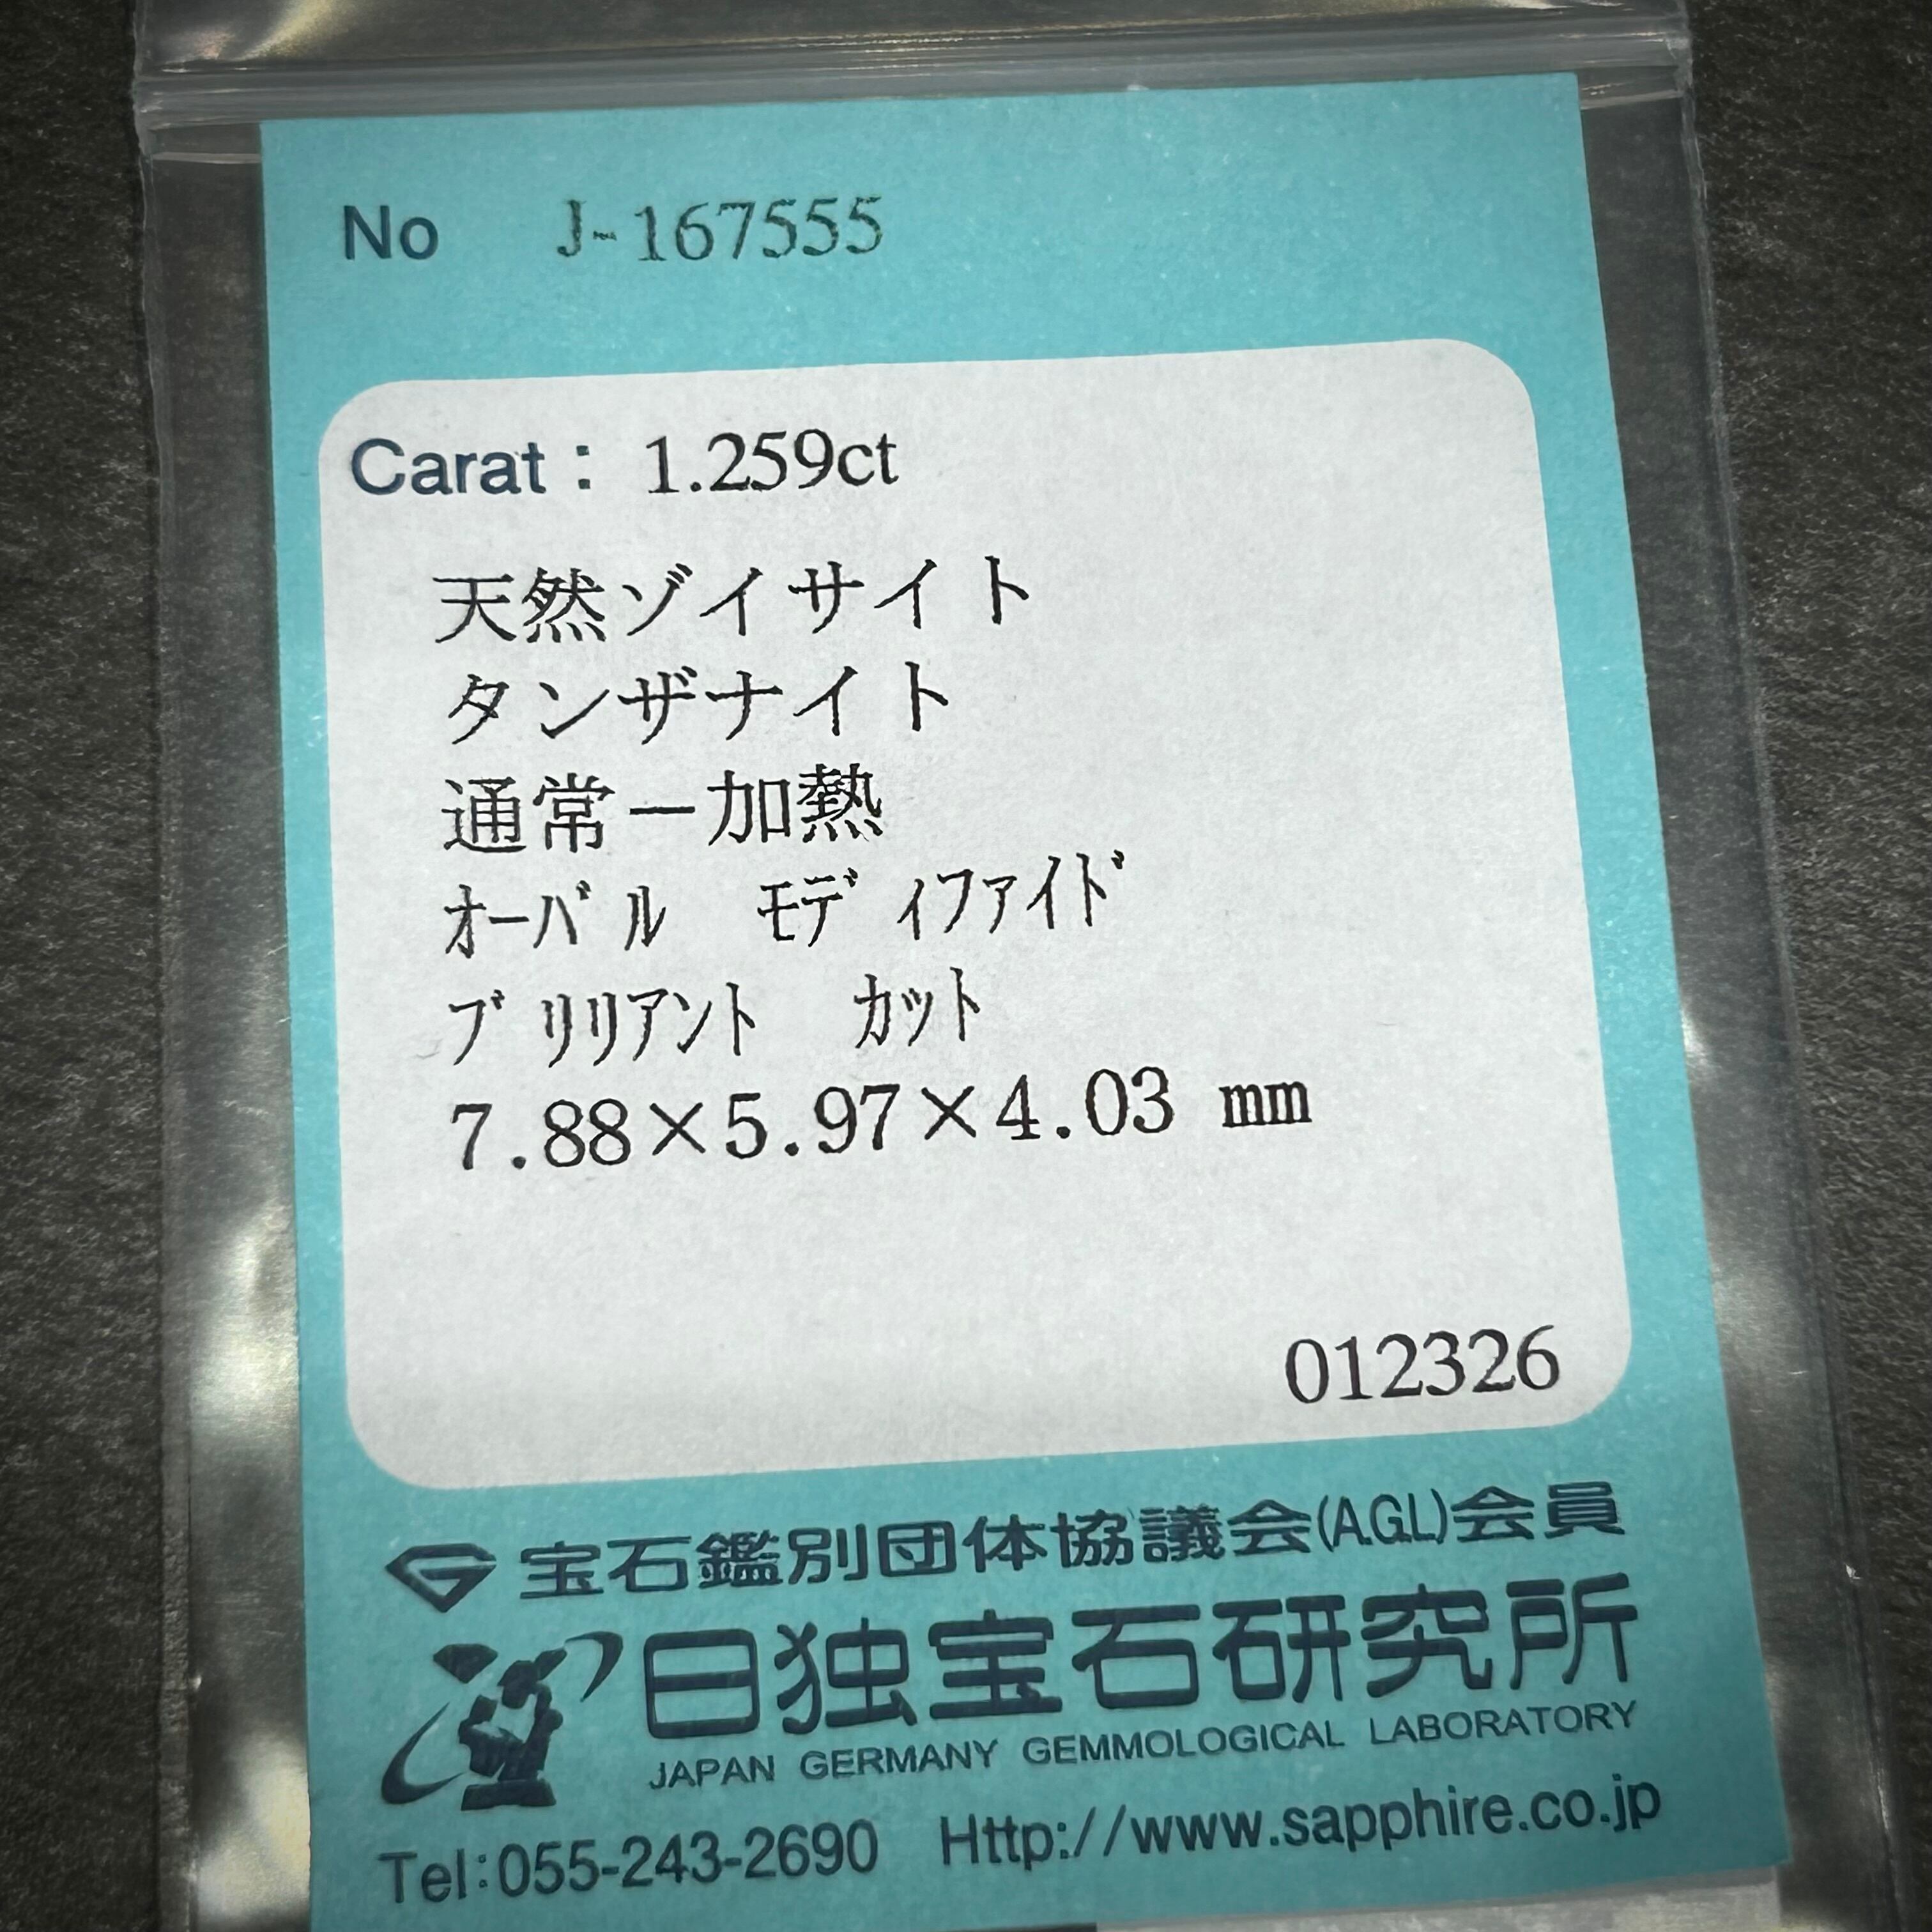 No J-167555
Carat： 1.259ct
天然ゾイサイト
タンザナイト
通常－加熱
ｵｰﾊﾞﾙ ﾓﾃﾞｨﾌｧｲﾄﾞ
ﾌﾞﾘﾘｱﾝﾄ ｶｯﾄ
7.88×5.97×4.03 mm
012326
宝石鑑別団体協議会(A.G.L)会員
日独宝石研究所
JAPAN GERMANY GEMMOLOGICAL LABORATORY
Tel:055-243-2690 Http://www.sapphire.co.jp